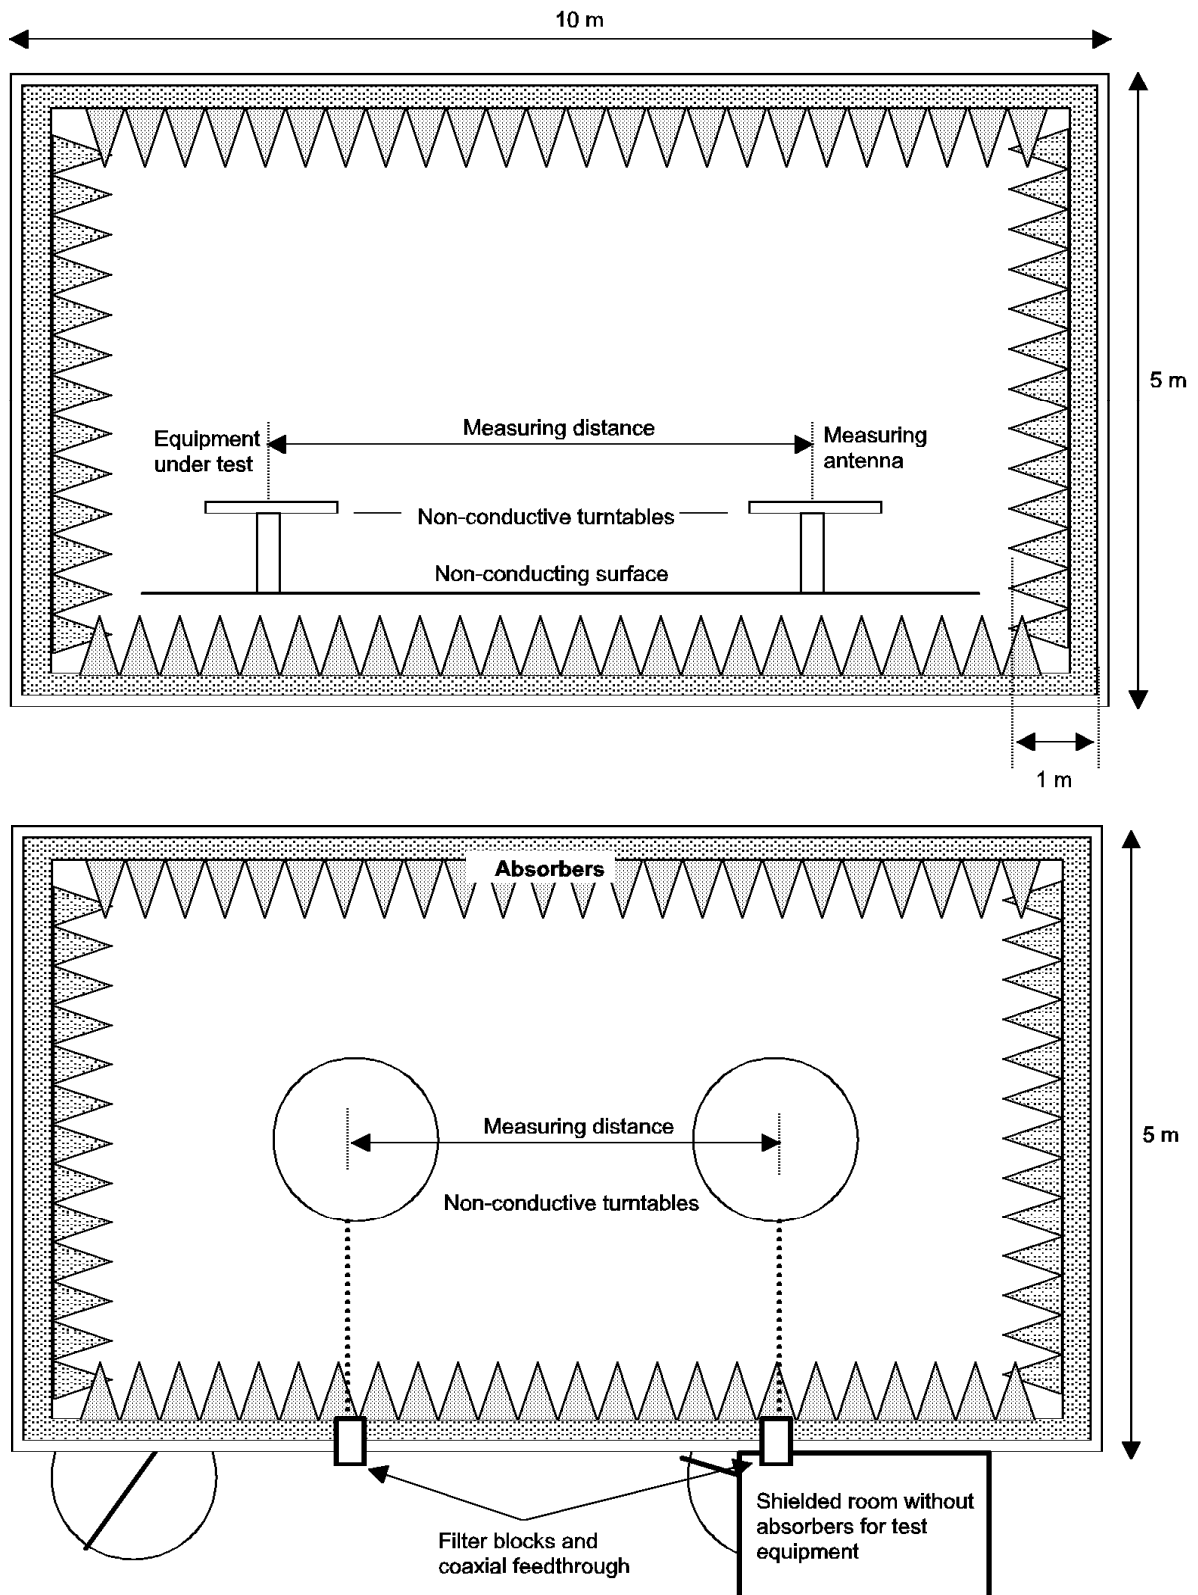 10 m
5 m
Equipment
under test
Measuring distance
Measuring
antenna
Non-conductive turntables
Non-conducting surface
1 m
Absorbers
Measuring distance
5 m
Non-conductive turntables
Filter blocks and
coaxial feedthrough
Shielded room without
absorbers for test
equipment